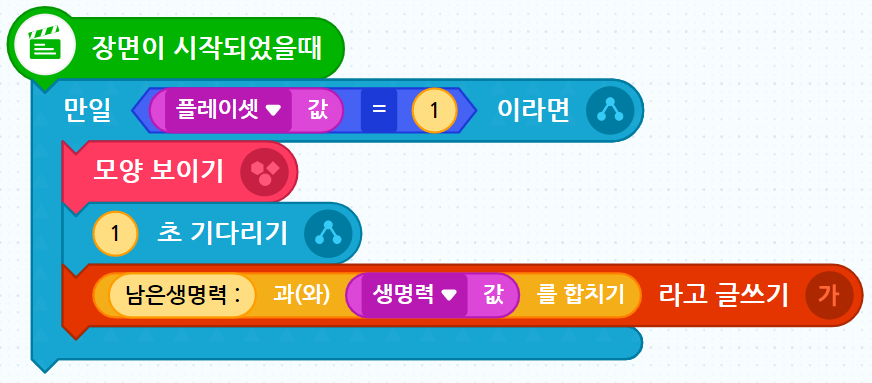 장면이 시작되었을때
만일 플레이셋 값 = 1 이라면
모양 보이기
1 초 기다리기
남은생명력 : 과(와) 생명력 값 를 합치기 라고 글쓰기 가